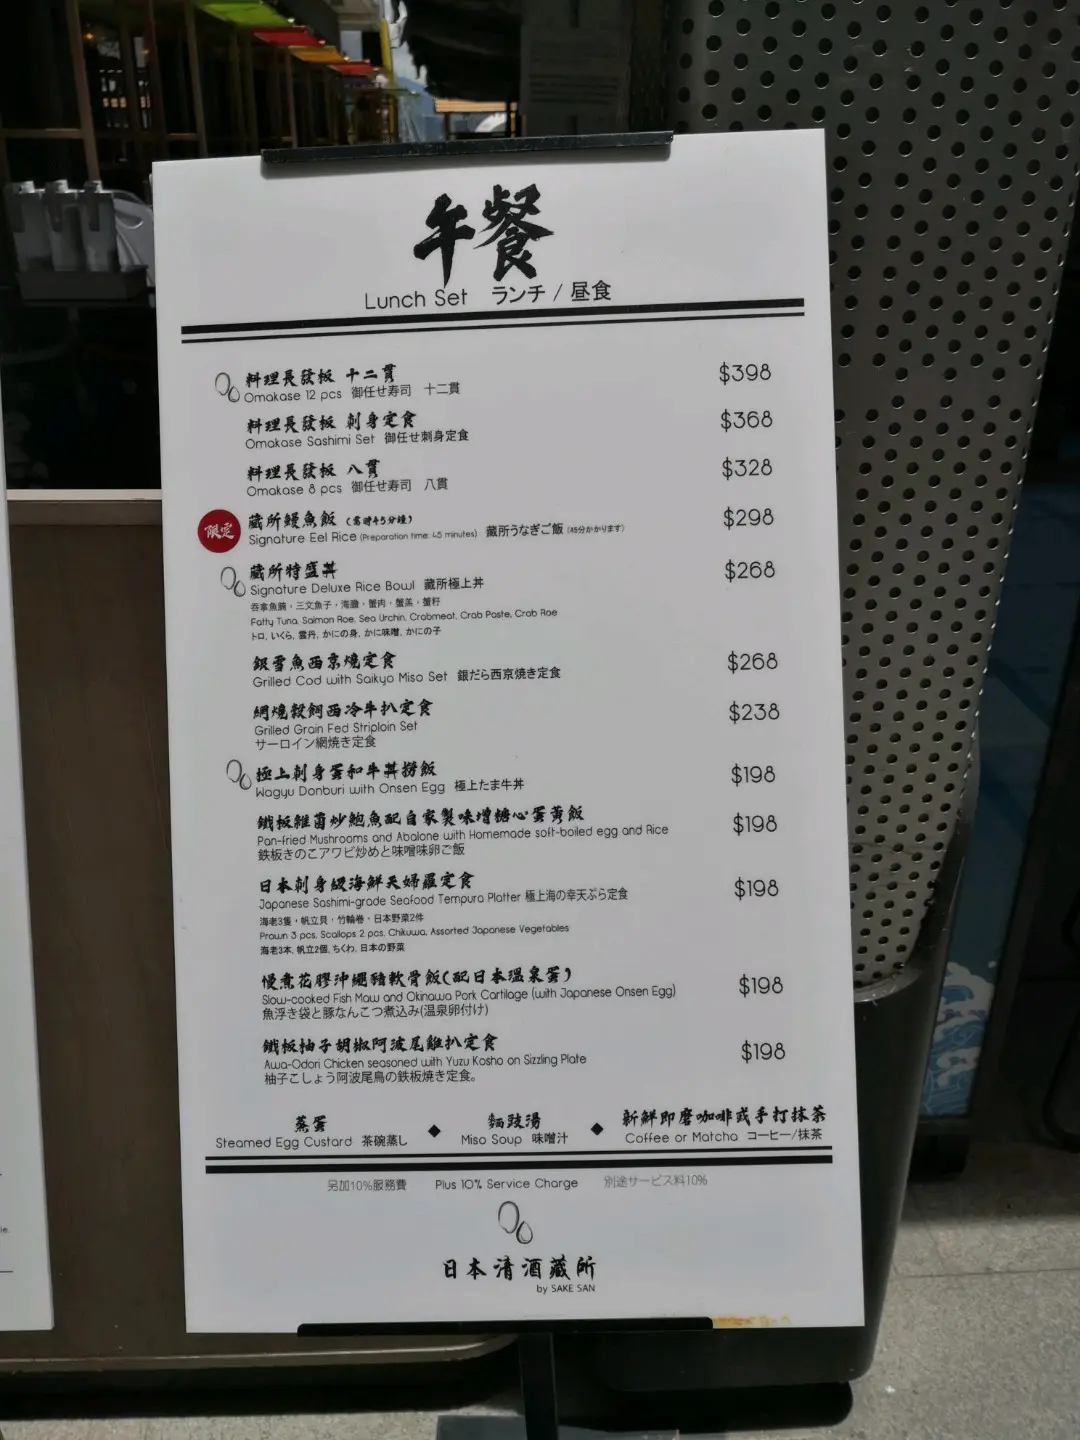 午餐
Lunch Set ランチ / 昼食
料理長發板 十二貫 $398
Omakase 12 pcs 御任せ寿司 十二貫
料理長發板 刺身定食 $368
Omakase Sashimi Set 御任せ刺身定食
料理長發板 八貫 $328
Omakase 8 pcs 御任せ寿司 八貫
限定
藏所鰻魚飯 (需時45分鐘) $298
Signature Eel Rice (Preparation time: 45 minutes) 藏所うなぎご飯 (45分かかります)
藏所特盛丼 $268
Signature Deluxe Rice Bowl 藏所極上丼
吞拿魚腩・三文魚子・海膽・蟹肉・蟹羔・蟹籽
Fatty Tuna, Salmon Roe, Sea Urchin, Crabmeat, Crab Paste, Crab Roe
トロ, いくら, 雲丹, かにの身, かに味噌, かにの子
銀雪魚西京燒定食 $268
Grilled Cod with Saikyo Miso Set 銀だら西京焼き定食
網燒穀飼西冷牛扒定食 $238
Grilled Grain Fed Striploin Set
サーロイン網焼き定食
極上刺身蛋和牛丼撈飯 $198
Wagyu Donburi with Onsen Egg 極上たま牛丼
鐵板雜菌炒鮑魚配自家製味增糖心蛋黃飯 $198
Pan-fried Mushrooms and Abalone with Homemade soft-boiled egg and Rice
鉄板きのこアワビ炒めと味噌味卵ご飯
日本刺身級海鮮天婦羅定食 $198
Japanese Sashimi-grade Seafood Tempura Platter 極上海の幸天ぷら定食
海老3隻・帆立貝・竹輪卷・日本野菜2件
Prawn 3 pcs, Scallops 2 pcs, Chikuwa, Assorted Japanese Vegetables
海老3本, 帆立2個, ちくわ, 日本の野菜
慢煮花膠沖繩豬軟骨飯(配日本溫泉蛋) $198
Slow-cooked Fish Maw and Okinawa Pork Cartilage (with Japanese Onsen Egg)
魚浮き袋と豚なんこつ煮込み(温泉卵付け)
鐵板柚子胡椒阿波尾雞扒定食 $198
Awa-Odori Chicken seasoned with Yuzu Kosho on Sizzling Plate
柚子こしょう阿波尾鳥の鉄板焼き定食。
蒸蛋 ◆ 麵豉湯 ◆ 新鮮即磨咖啡或手打抹茶
Steamed Egg Custard 茶碗蒸し Miso Soup 味噌汁 Coffee or Matcha コーヒー/抹茶
另加10%服務費 Plus 10% Service Charge 別途サービス料10%
日本清酒藏所
by SAKE SAN